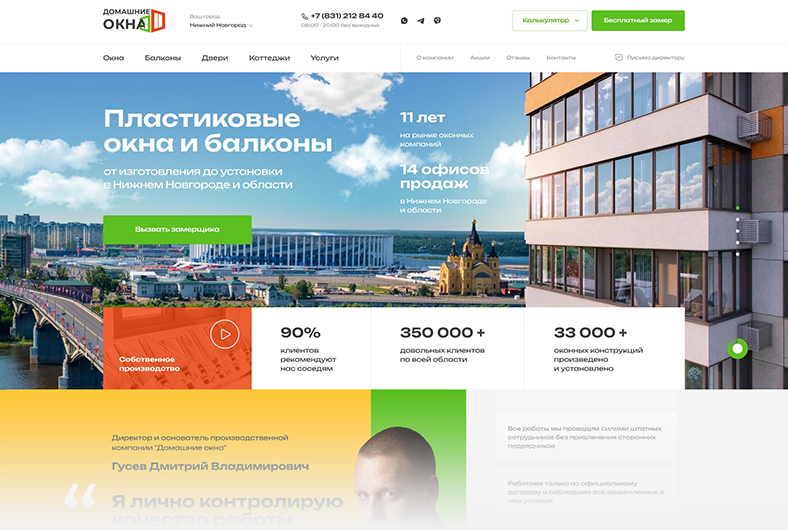 ДОМАШНИЕ
ОКНА
Ваш город
Нижний Новгород
+7 (831) 212 84 40
08:00 - 20:00 без выходных
Калькулятор
Бесплатный замер
Окна
Балконы
Двери
Коттеджи
Услуги
О компании
Акции
Отзывы
Контакты
Письмо директору
Пластиковые
окна и балконы
от изготовления до установки
в Нижнем Новгороде и области
Вызвать замерщика
11 лет
на рынке оконных
компаний
14 офисов
продаж
в Нижнем Новгороде
и области
Собственное
производство
90%
клиентов
рекомендуют
нас соседям
350 000 +
довольных клиентов
по всей области
33 000 +
оконных конструкций
произведено
и установлено
Директор и основатель производственной
компании "Домашние окна"
Гусев Дмитрий Владимирович
“
Я лично контролирую
качество работы
Все работы мы проводим силами штатных
сотрудников без привлечения сторонних
подрядчиков
Работаем только по официальному
договору и соблюдаем все закрепленные в
нем условия